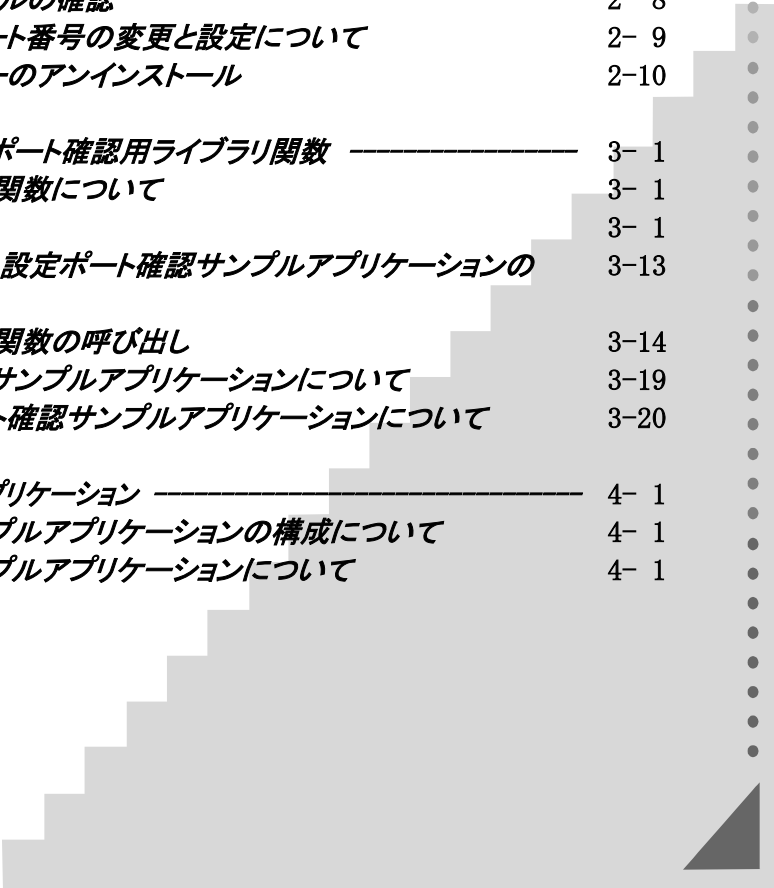 ルの確認 2- 8
ート番号の変更と設定について 2- 9
ーのアンインストール 2-10
ポート確認用ライブラリ関数 ----------------- 3- 1
関数について 3- 1
3- 1
設定ポート確認サンプルアプリケーションの 3-13
関数の呼び出し 3-14
サンプルアプリケーションについて 3-19
ト確認サンプルアプリケーションについて 3-20
プリケーション -------------------------------- 4- 1
プルアプリケーションの構成について 4- 1
プルアプリケーションについて 4- 1